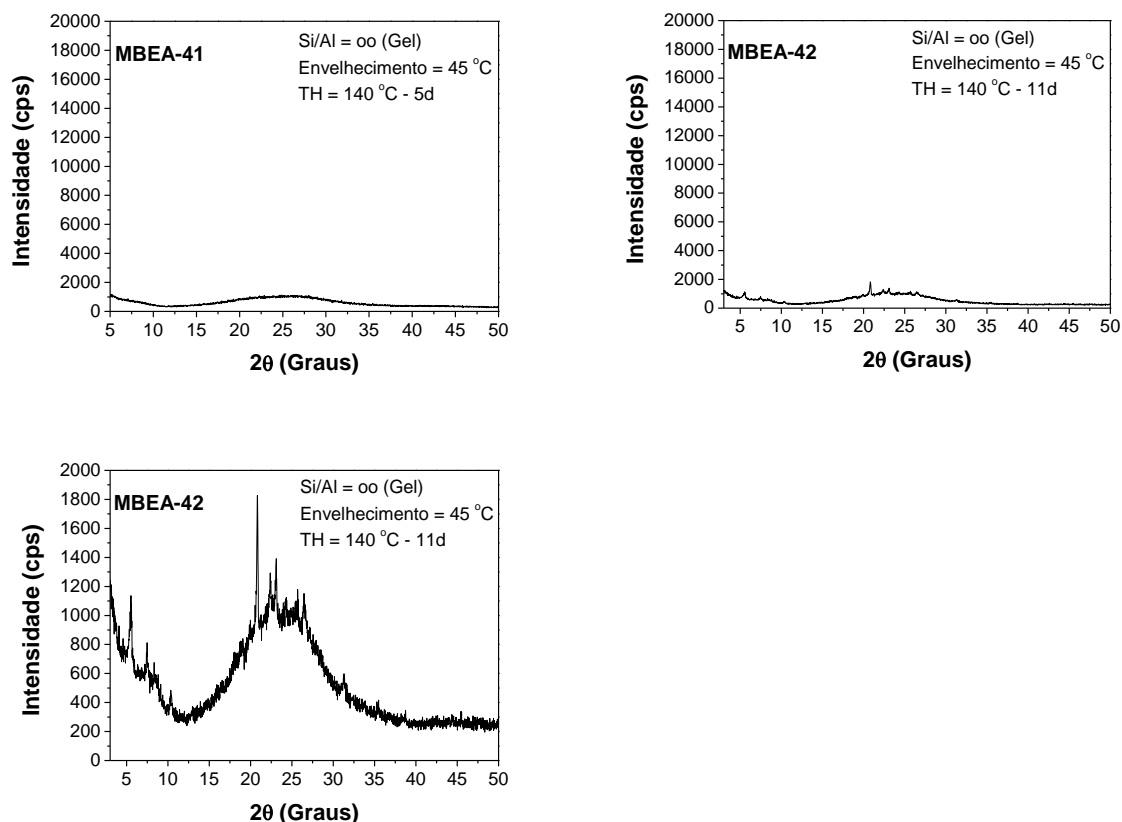 20000
18000
16000
14000
12000
10000
8000
6000
4000
2000
0
Intensidade (cps)
MBEA-41
Si/Al = oo (Gel)
Envelhecimento = 45 °C
TH = 140 °C - 5d
5 10 15 20 25 30 35 40 45 50
2θ (Graus)
20000
18000
16000
14000
12000
10000
8000
6000
4000
2000
0
Intensidade (cps)
MBEA-42
Si/Al = oo (Gel)
Envelhecimento = 45 °C
TH = 140 °C - 11d
5 10 15 20 25 30 35 40 45 50
2θ (Graus)
2000
1800
1600
1400
1200
1000
800
600
400
200
0
Intensidade (cps)
MBEA-42
Si/Al = oo (Gel)
Envelhecimento = 45 °C
TH = 140 °C - 11d
5 10 15 20 25 30 35 40 45 50
2θ (Graus)